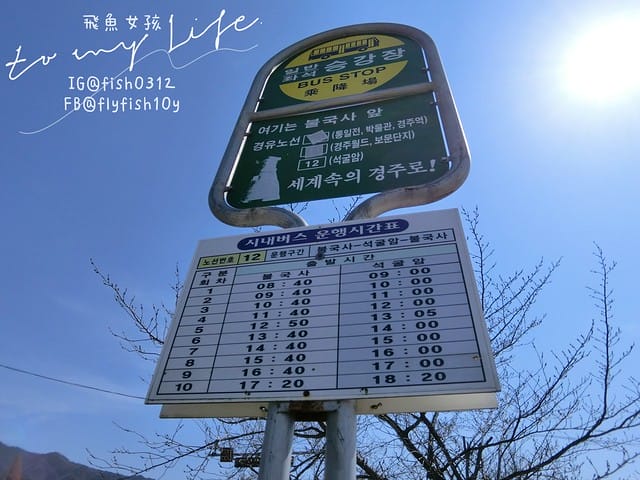 飛魚女孩
to my Life.
IG@fish0312
FB@flyfish10y
일반
좌석 승강장
BUS STOP
乘降場
여기는 불국사 앞
경유노선 (통일전, 박물관, 경주역)
(경주월드, 보문단지)
12 (석굴암)
세계속의 경주로!
시내버스 운행시간표
노선번호 12 운행구간 불국사-석굴암-불국사
구분 출발시간
회차 불국사 석굴암
1 08:40 09:00
2 09:40 10:00
3 10:40 11:00
4 11:40 12:00
5 12:50 13:05
6 13:40 14:00
7 14:40 15:00
8 15:40 16:00
9 16:40 17:00
10 17:20 18:20